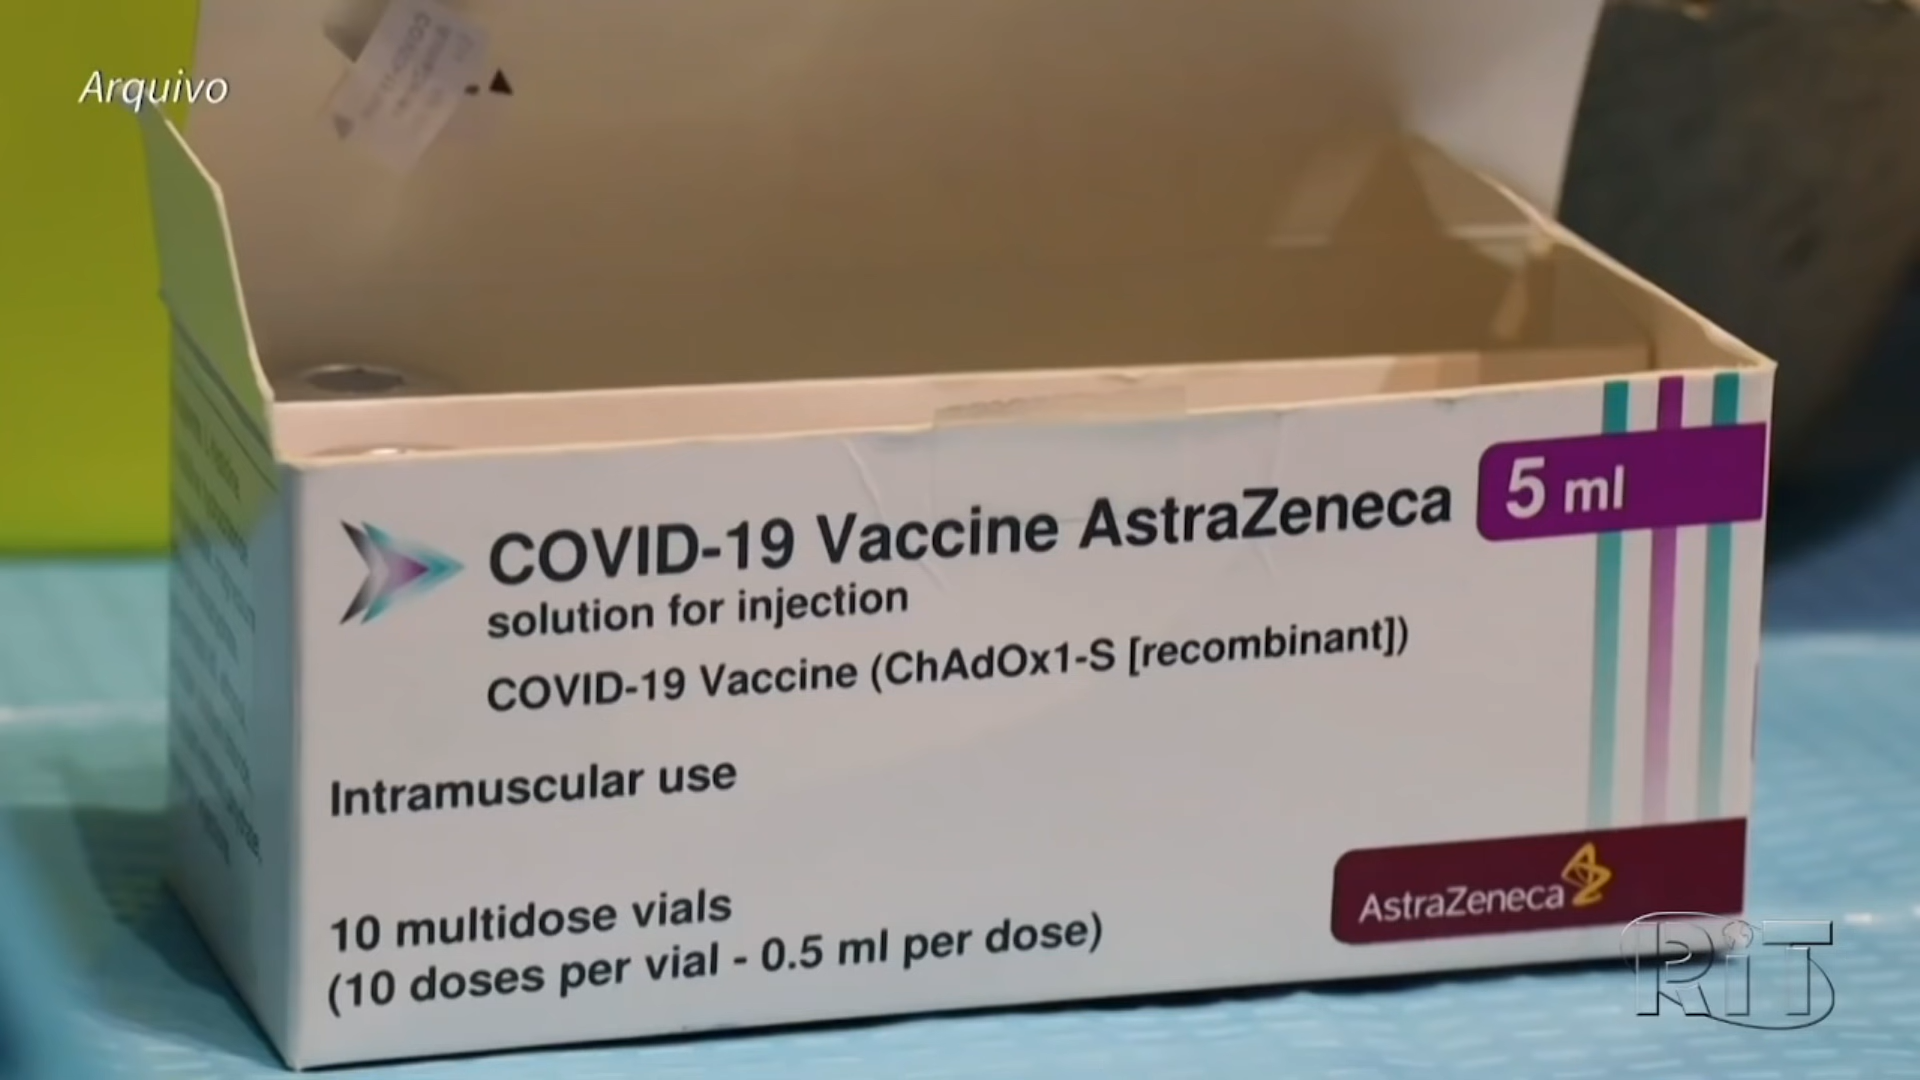 Arquivo
COVID-19 Vaccine AstraZeneca
5 ml
solution for injection
COVID-19 Vaccine (ChAdOx1-S [recombinant])
Intramuscular use
10 multidose vials
(10 doses per vial - 0.5 ml per dose)
AstraZeneca
RiT